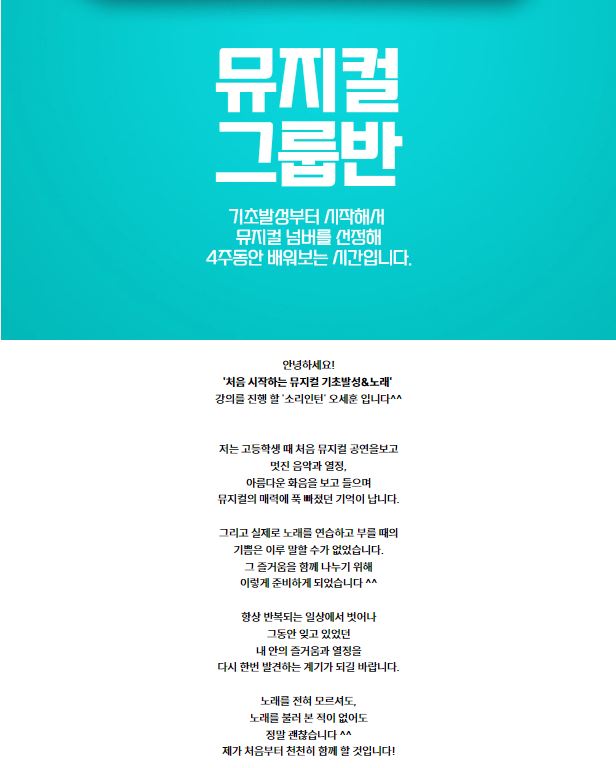 뮤지컬
그룹반
기초발성부터 시작해서
뮤지컬 넘버를 선정해
4주동안 배워보는 시간입니다.
안녕하세요!
'처음 시작하는 뮤지컬 기초발성&노래'
강의를 진행 할 '소리인턴' 오세훈 입니다^^
저는 고등학생 때 처음 뮤지컬 공연을보고
멋진 음악과 열정,
아름다운 화음을 보고 들으며
뮤지컬의 매력에 푹 빠졌던 기억이 납니다.
그리고 실제로 노래를 연습하고 부를 때의
기쁨은 이루 말할 수가 없었습니다.
그 즐거움을 함께 나누기 위해
이렇게 준비하게 되었습니다 ^^
항상 반복되는 일상에서 벗어나
그동안 잊고 있었던
내 안의 즐거움과 열정을
다시 한번 발견하는 계기가 되길 바랍니다.
노래를 전혀 모르셔도,
노래를 불러 본 적이 없어도
정말 괜찮습니다 ^^
제가 처음부터 천천히 함께 할 것입니다!